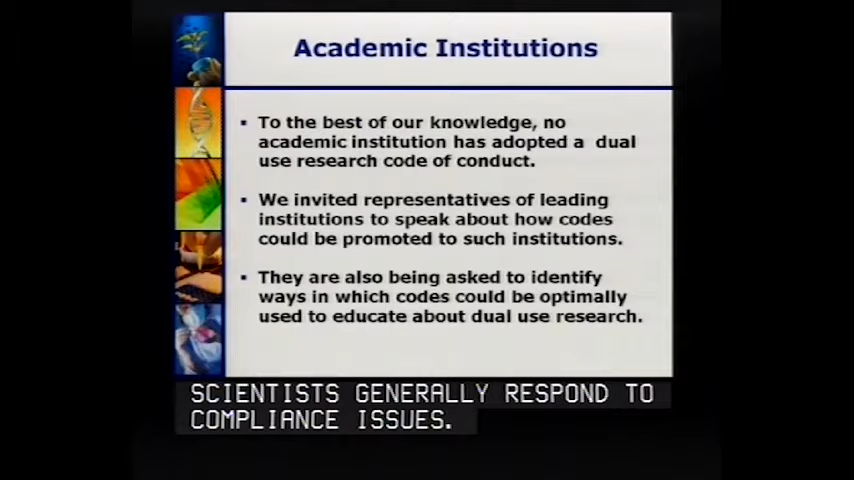 Academic Institutions
▪ To the best of our knowledge, no
academic institution has adopted a dual
use research code of conduct.
▪ We invited representatives of leading
institutions to speak about how codes
could be promoted to such institutions.
▪ They are also being asked to identify
ways in which codes could be optimally
used to educate about dual use research.
SCIENTISTS GENERALLY RESPOND TO
COMPLIANCE ISSUES.